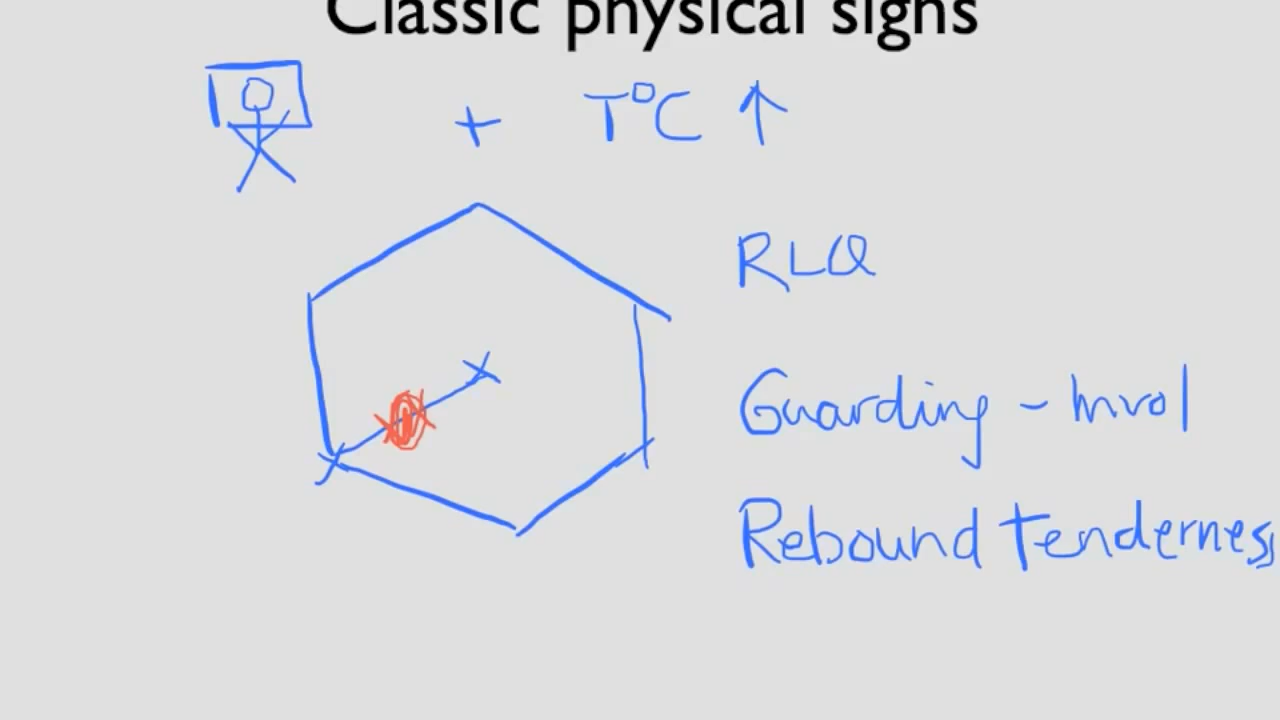 Classic physical signs
+ T°C ↑
RLQ
Guarding - Invol
Rebound tenderness